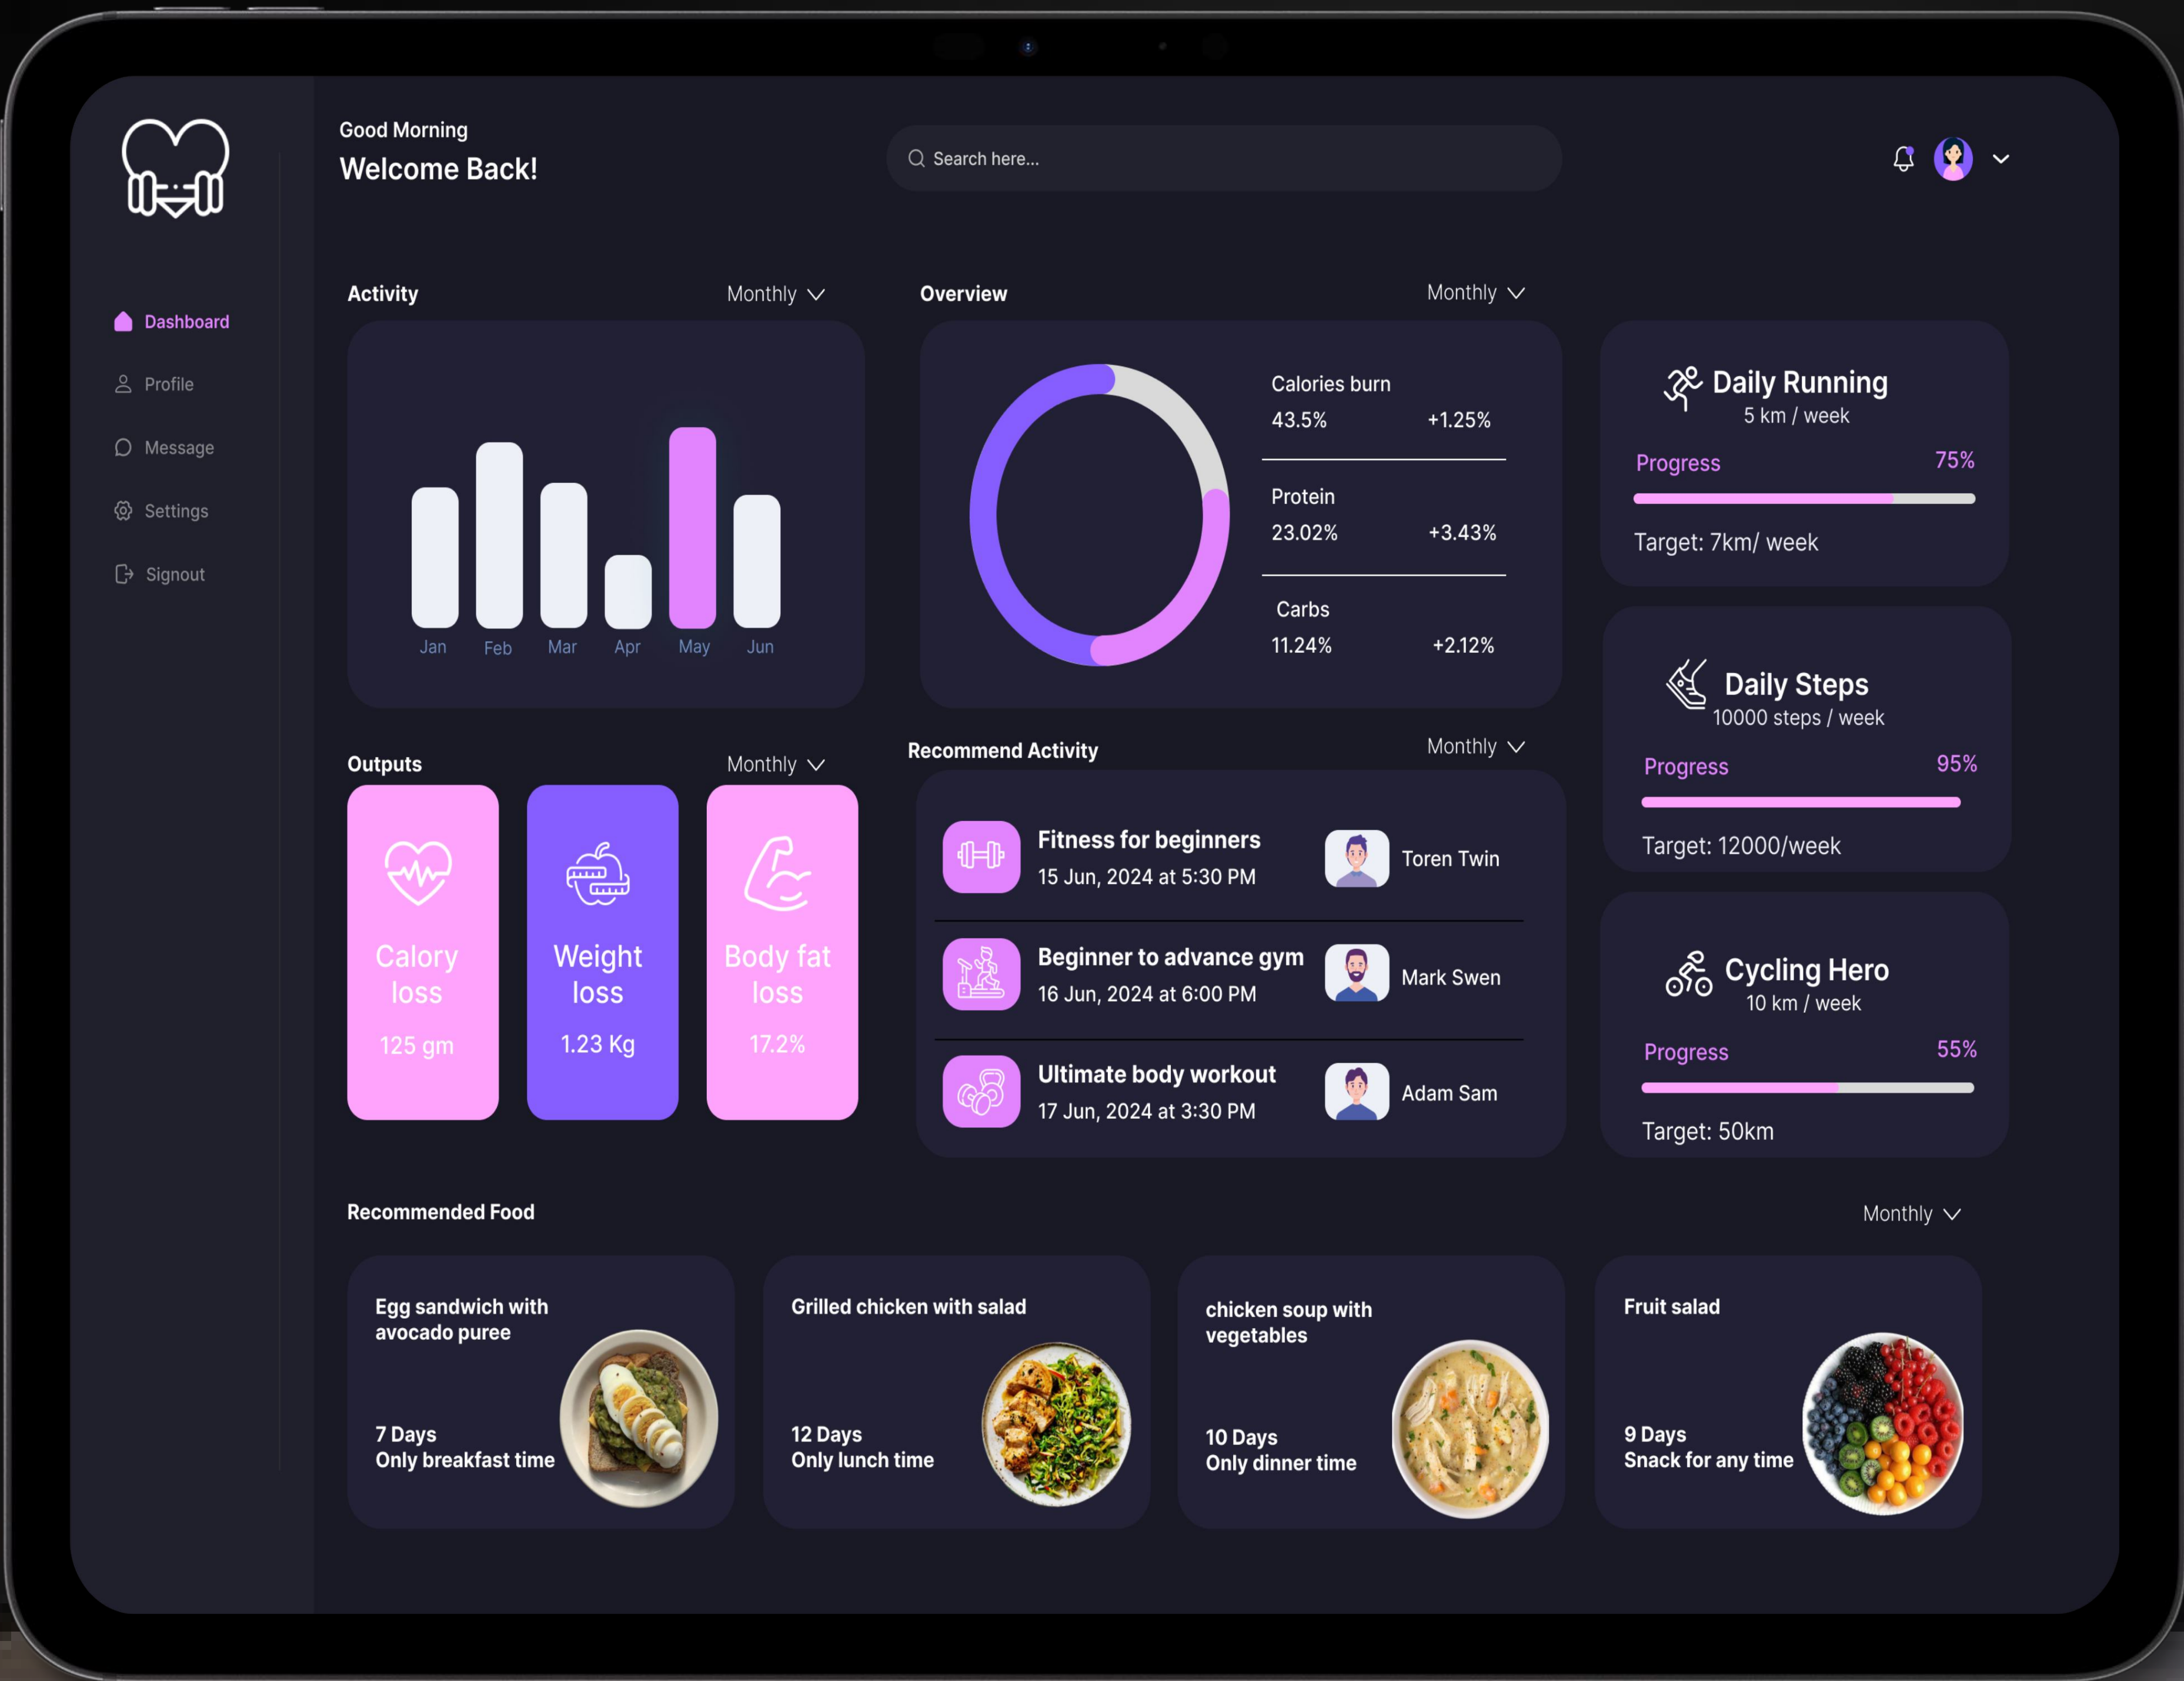 Good Morning
Welcome Back!
Search here...
Dashboard
Profile
Message
Settings
Signout
Activity
Monthly
Jan
Feb
Mar
Apr
May
Jun
Overview
Monthly
Calories burn
43.5% +1.25%
Protein
23.02% +3.43%
Carbs
11.24% +2.12%
Daily Running
5 km / week
Progress 75%
Target: 7km/ week
Daily Steps
10000 steps / week
Progress 95%
Target: 12000/week
Cycling Hero
10 km / week
Progress 55%
Target: 50km
Outputs
Monthly
Calory
loss
125 gm
Weight
loss
1.23 Kg
Body fat
loss
17.2%
Recommend Activity
Monthly
Fitness for beginners
15 Jun, 2024 at 5:30 PM
Toren Twin
Beginner to advance gym
16 Jun, 2024 at 6:00 PM
Mark Swen
Ultimate body workout
17 Jun, 2024 at 3:30 PM
Adam Sam
Recommended Food
Monthly
Egg sandwich with
avocado puree
7 Days
Only breakfast time
Grilled chicken with salad
12 Days
Only lunch time
chicken soup with
vegetables
10 Days
Only dinner time
Fruit salad
9 Days
Snack for any time